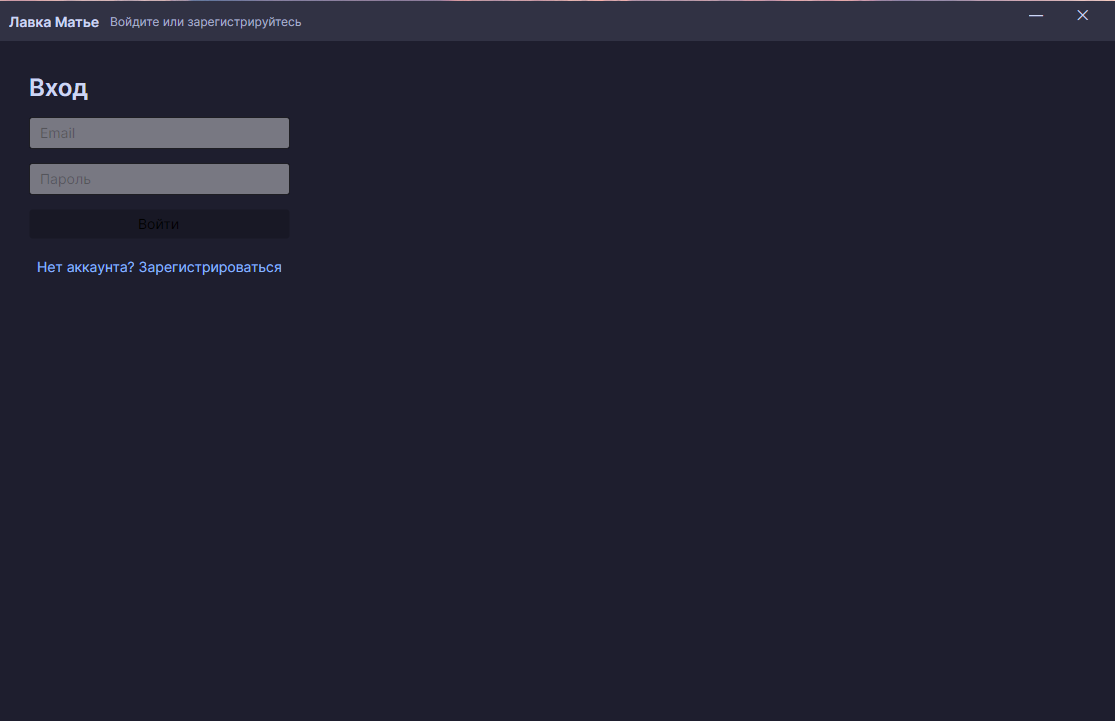 Лавка Матье Войдите или зарегистрируйтесь
Вход
Email
Пароль
Войти
Нет аккаунта? Зарегистрироваться